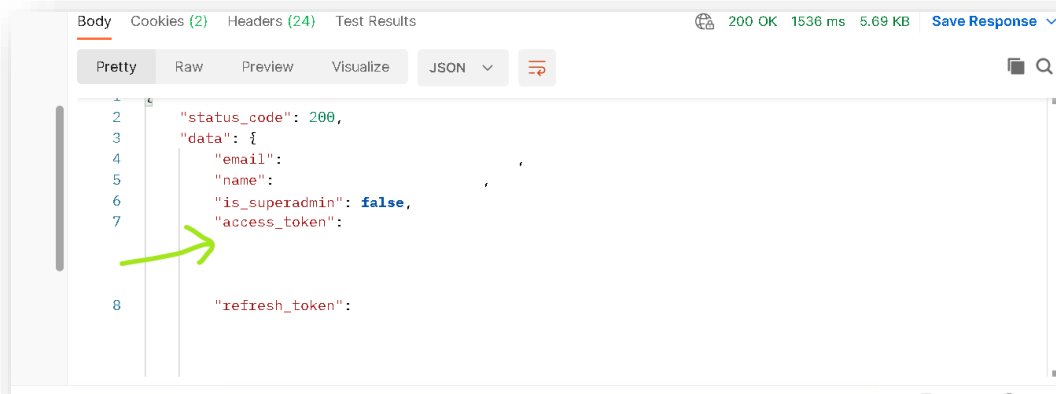 Body Cookies (2) Headers (24) Test Results 200 OK 1536 ms 5.69 KB Save Response
Pretty Raw Preview Visualize JSON
1 {
2 "status_code": 200,
3 "data": {
4 "email": ,
5 "name": ,
6 "is_superadmin": false,
7 "access_token":
8 "refresh_token":